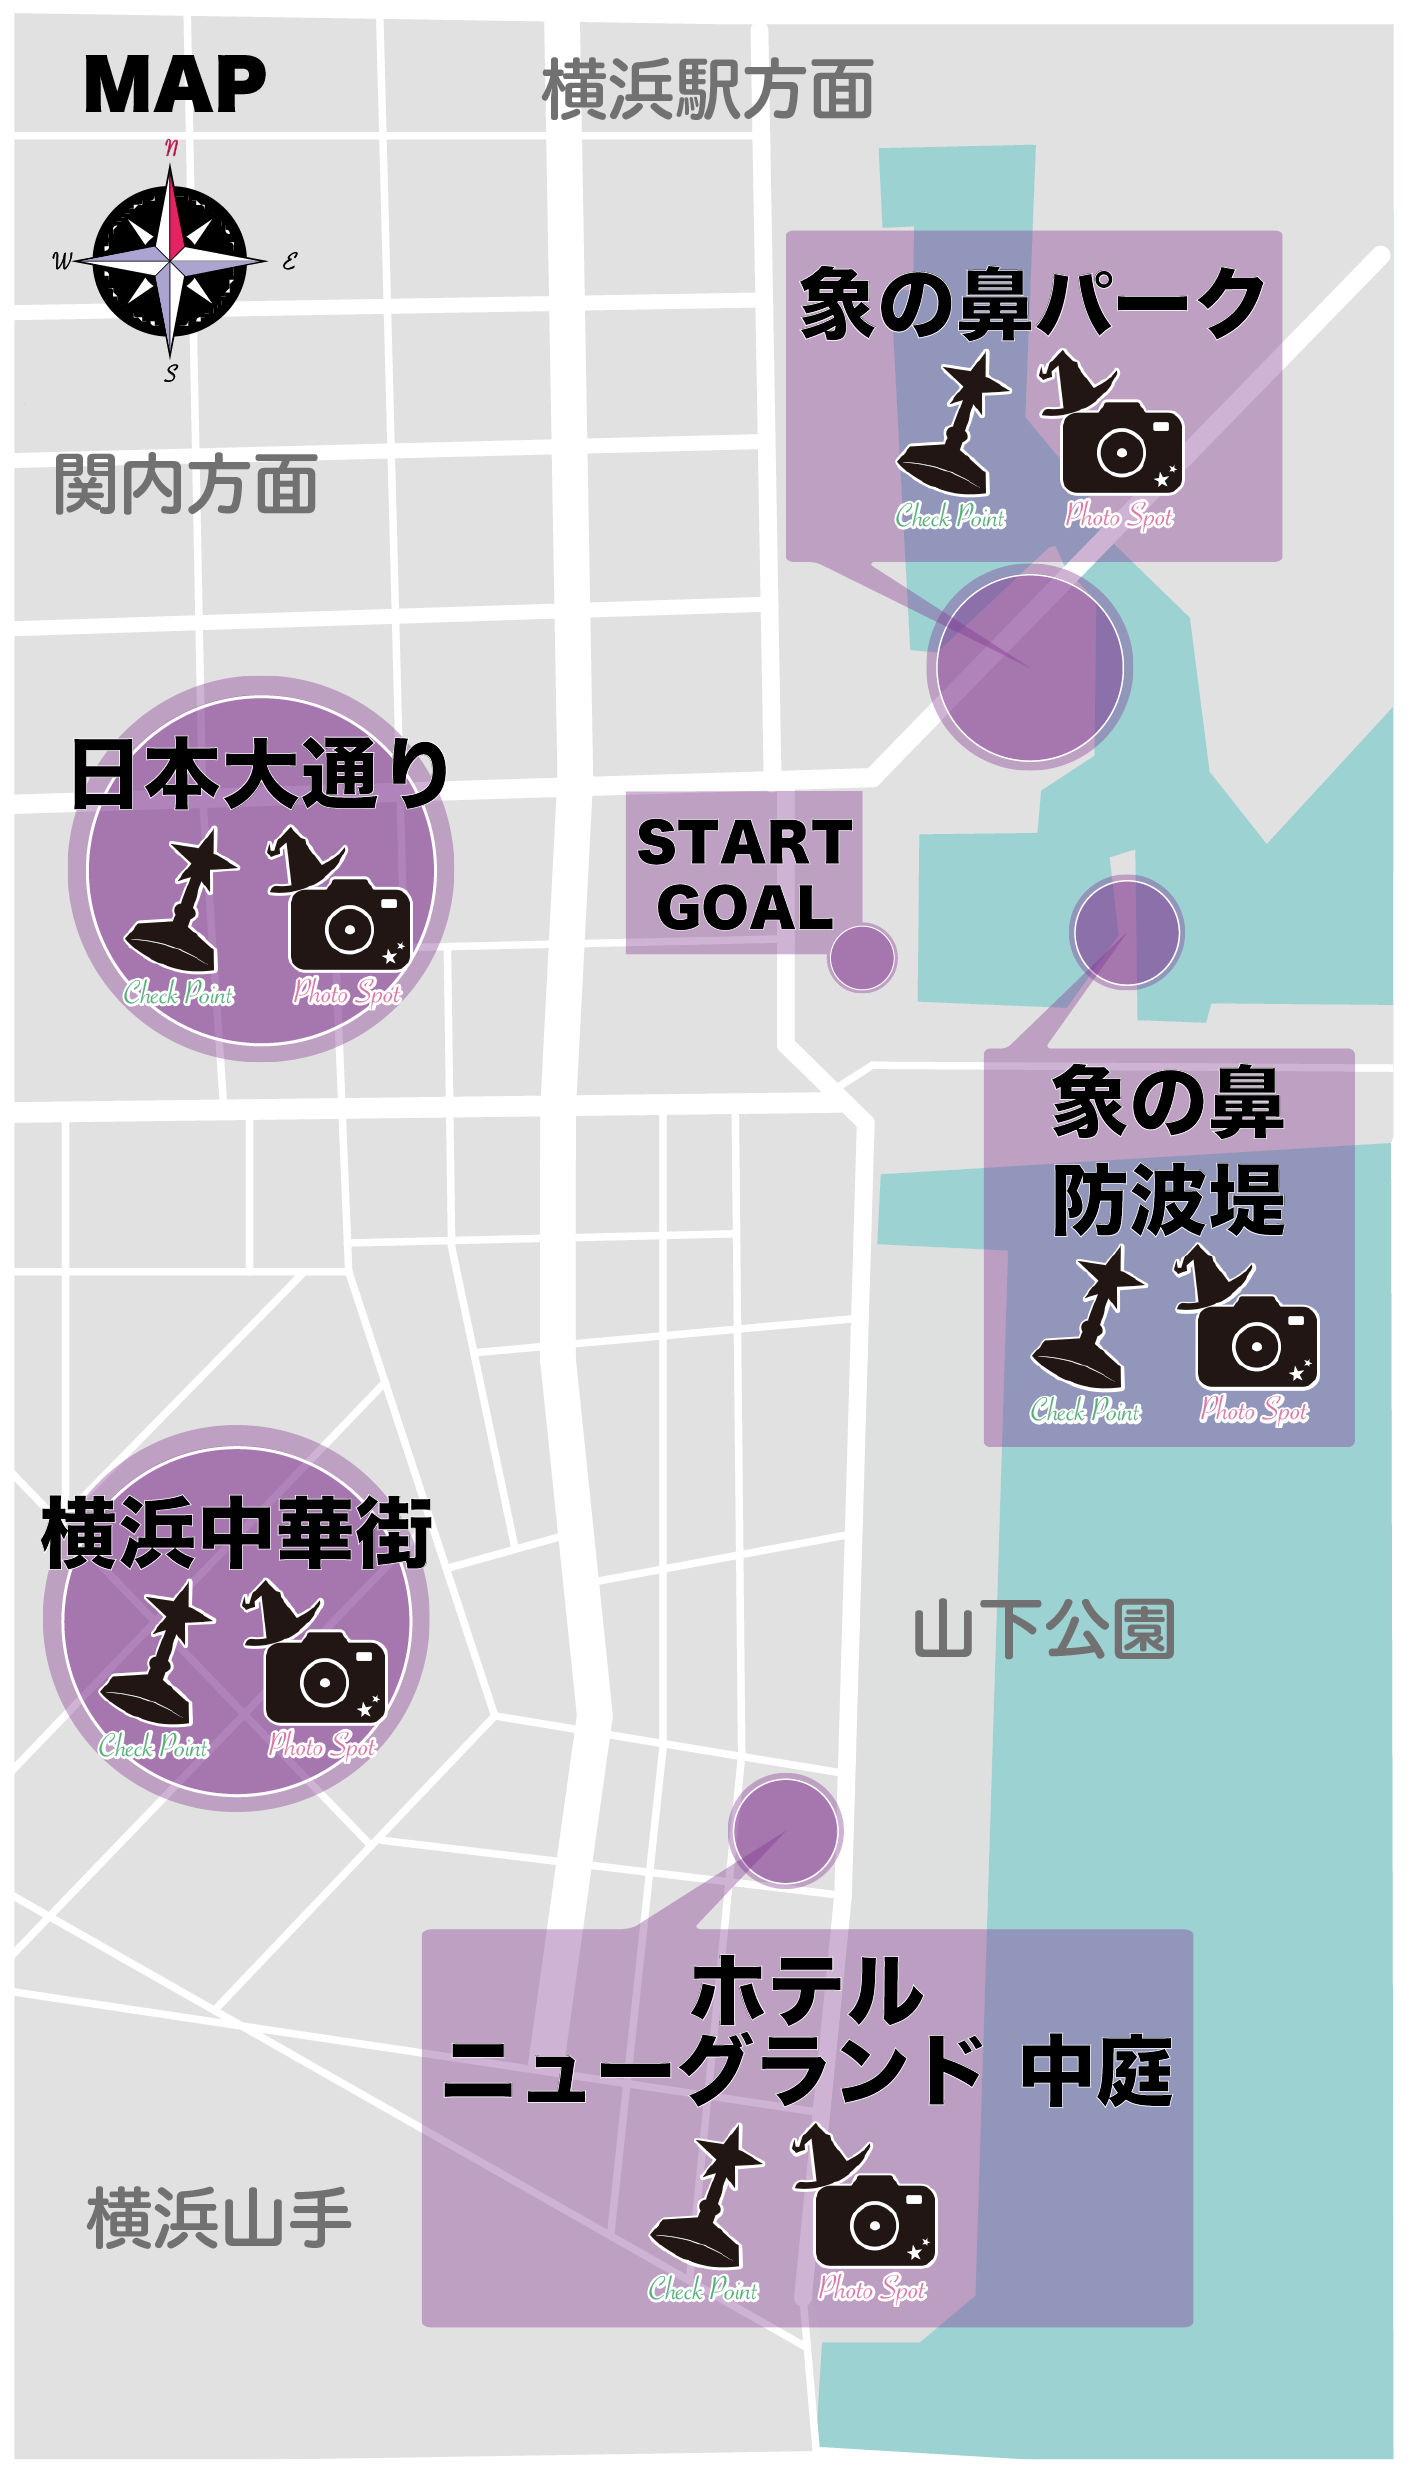 MAP
横浜駅方面
N
W
E
S
象の鼻パーク
Check Point
Photo Spot
関内方面
日本大通り
Check Point
Photo Spot
START
GOAL
象の鼻
防波堤
Check Point
Photo Spot
横浜中華街
Check Point
Photo Spot
山下公園
ホテル
ニューグランド 中庭
Check Point
Photo Spot
横浜山手